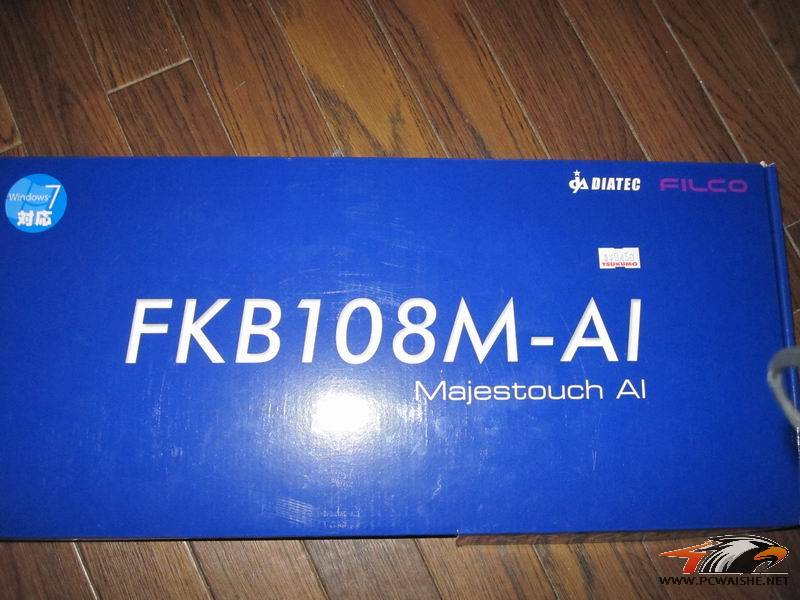 Windows 7
対応
DIATEC FILCO
TSUKUMO
FKB108M-AI
Majestouch AI
WWW.PCWAISHE.NET